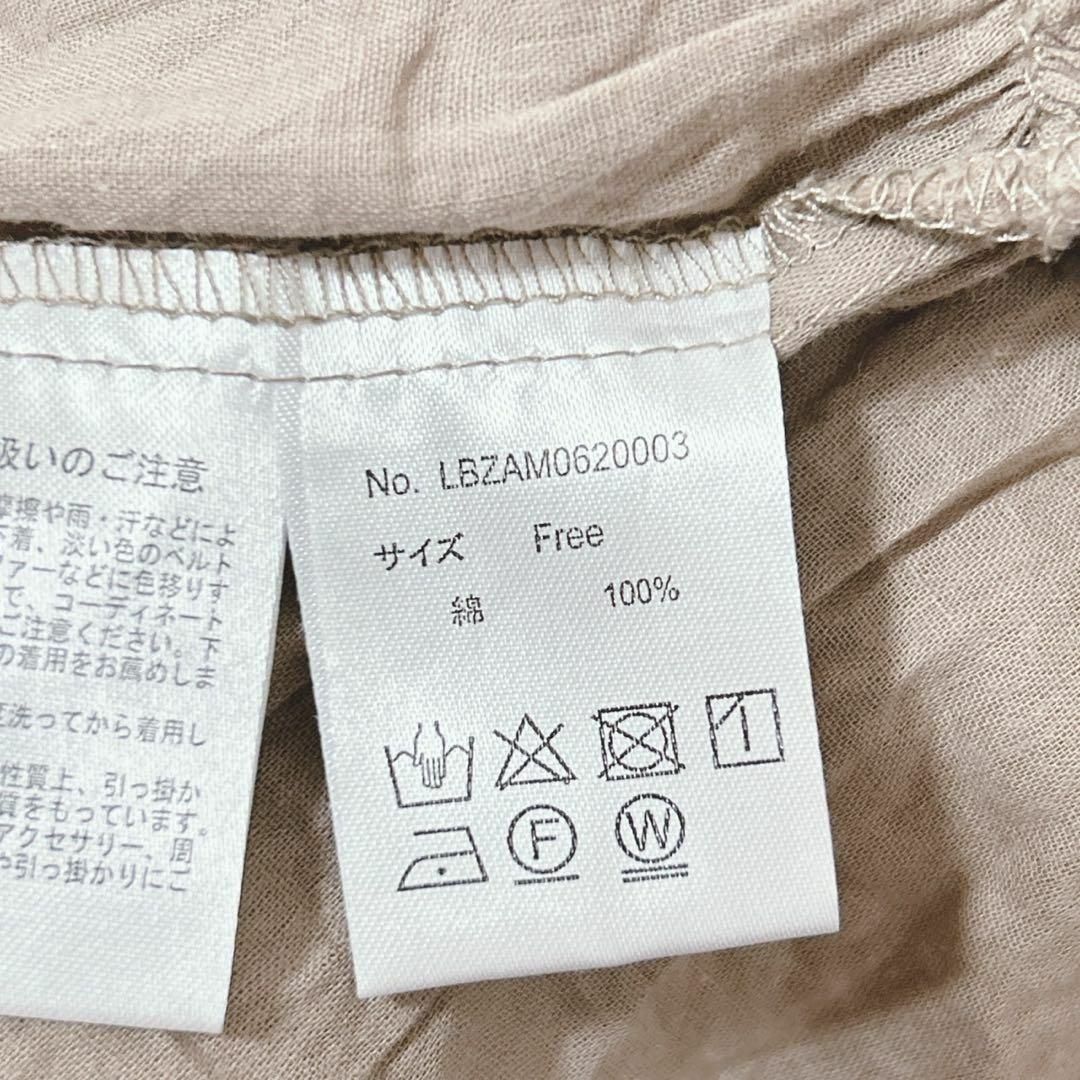 扱いのご注意
摩擦や雨・汗などによ
下着、淡い色のベルト
ファーなどに色移りす
で、コーディネート
ご注意ください。下
の着用をお薦めしま
度洗ってから着用し
性質上、引っ掛か
質をもっています。
アクセサリー、周
や引っ掛かりにご
No. LBZAM0620003
サイズ Free
綿 100%
F W